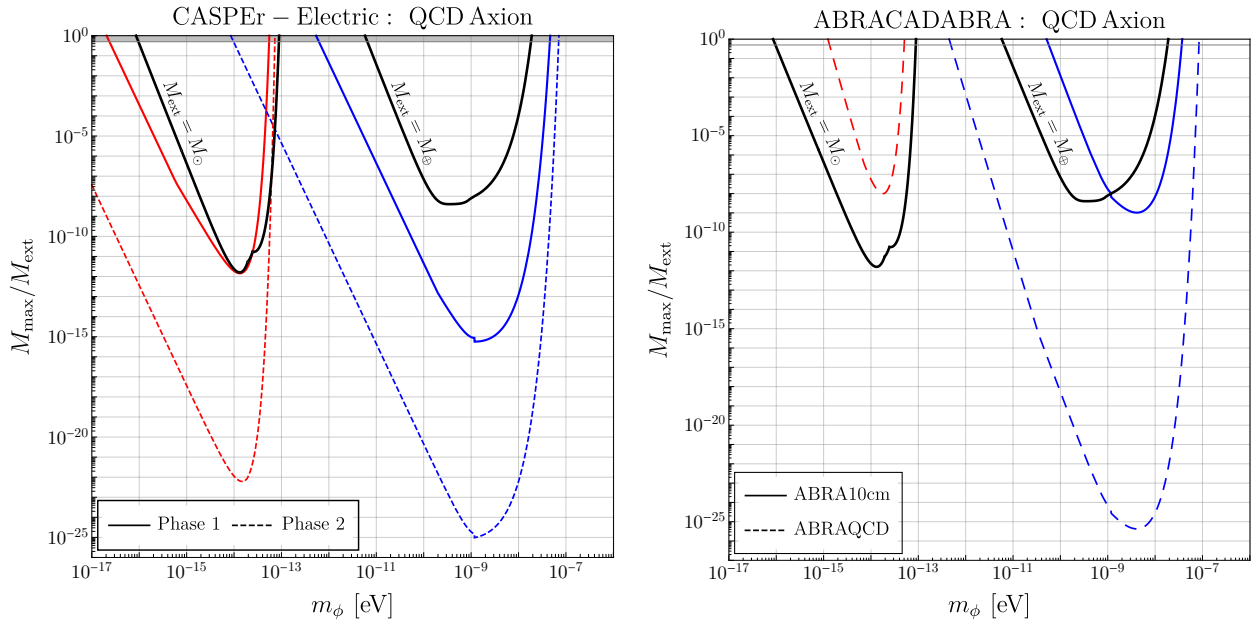 CASPEr − Electric : QCD Axion
M_max/M_ext
10^0
10^−5
10^−10
10^−15
10^−20
10^−25
M_ext = M_⊙
M_ext = M_⊕
Phase 1
Phase 2
10^−17
10^−15
10^−13
10^−11
10^−9
10^−7
m_ϕ [eV]
ABRACADABRA : QCD Axion
M_max/M_ext
10^0
10^−5
10^−10
10^−15
10^−20
10^−25
M_ext = M_⊙
M_ext = M_⊕
ABRA10cm
ABRAQCD
10^−17
10^−15
10^−13
10^−11
10^−9
10^−7
m_ϕ [eV]